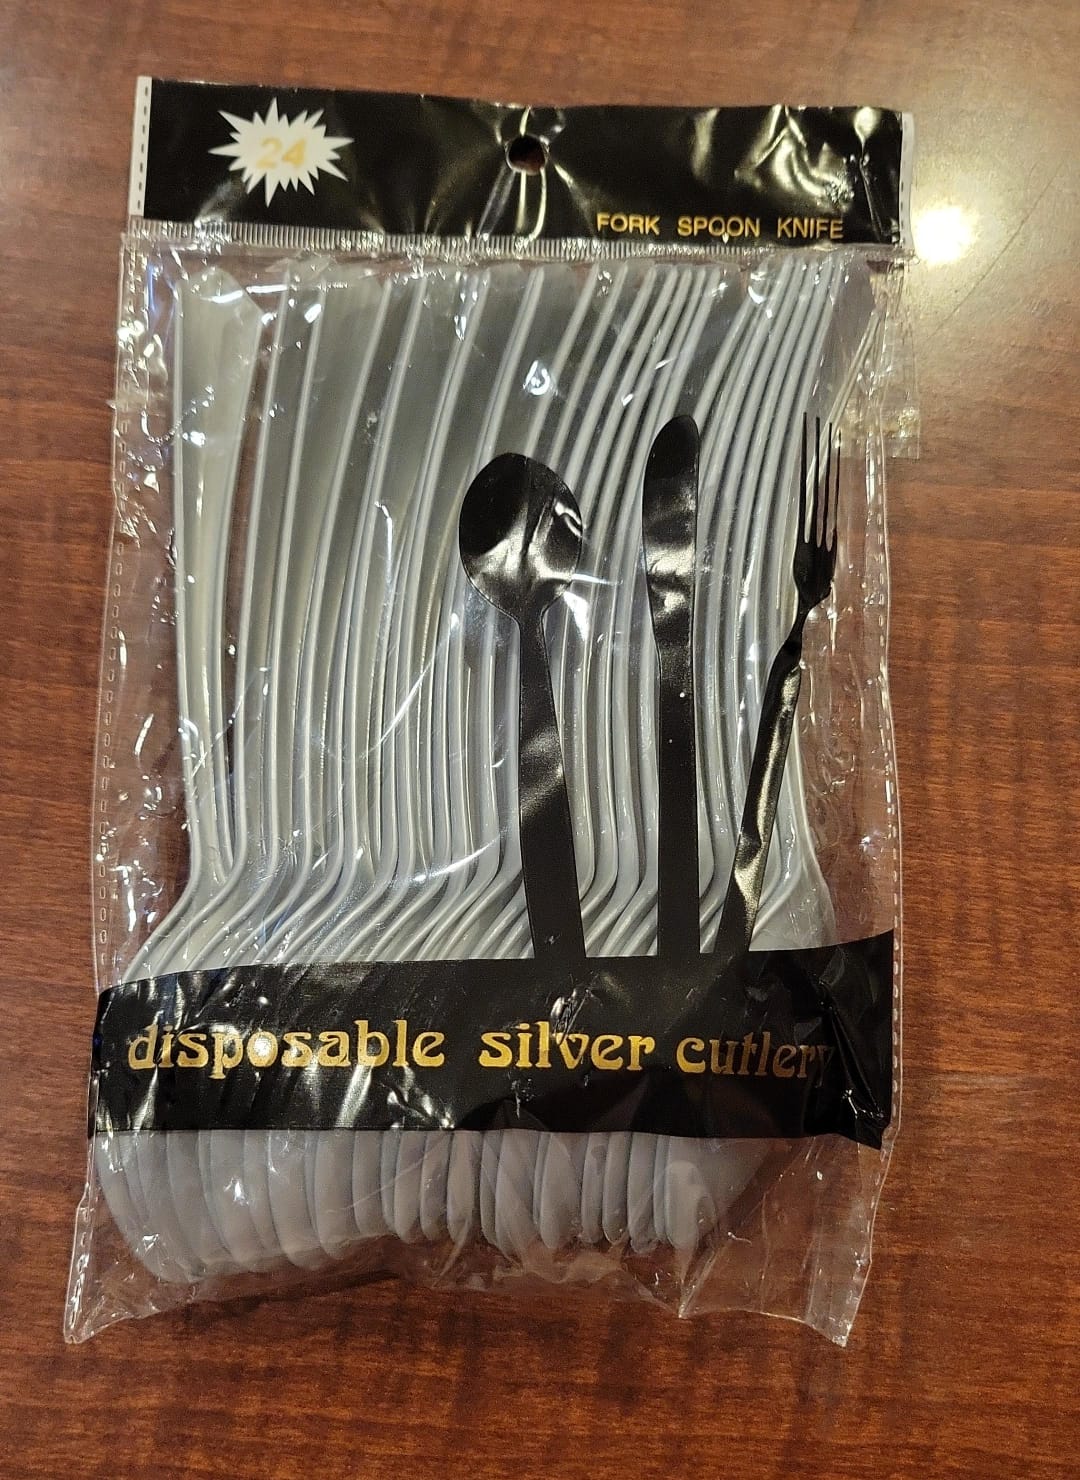 24
FORK SPOON KNIFE
disposable silver cutlery